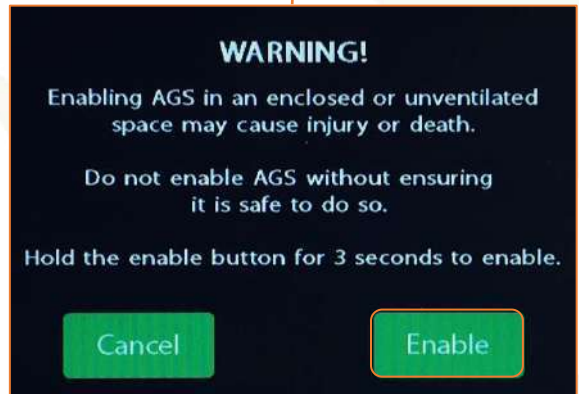 WARNING!
Enabling AGS in an enclosed or unventilated
space may cause injury or death.
Do not enable AGS without ensuring
it is safe to do so.
Hold the enable button for 3 seconds to enable.
Cancel
Enable